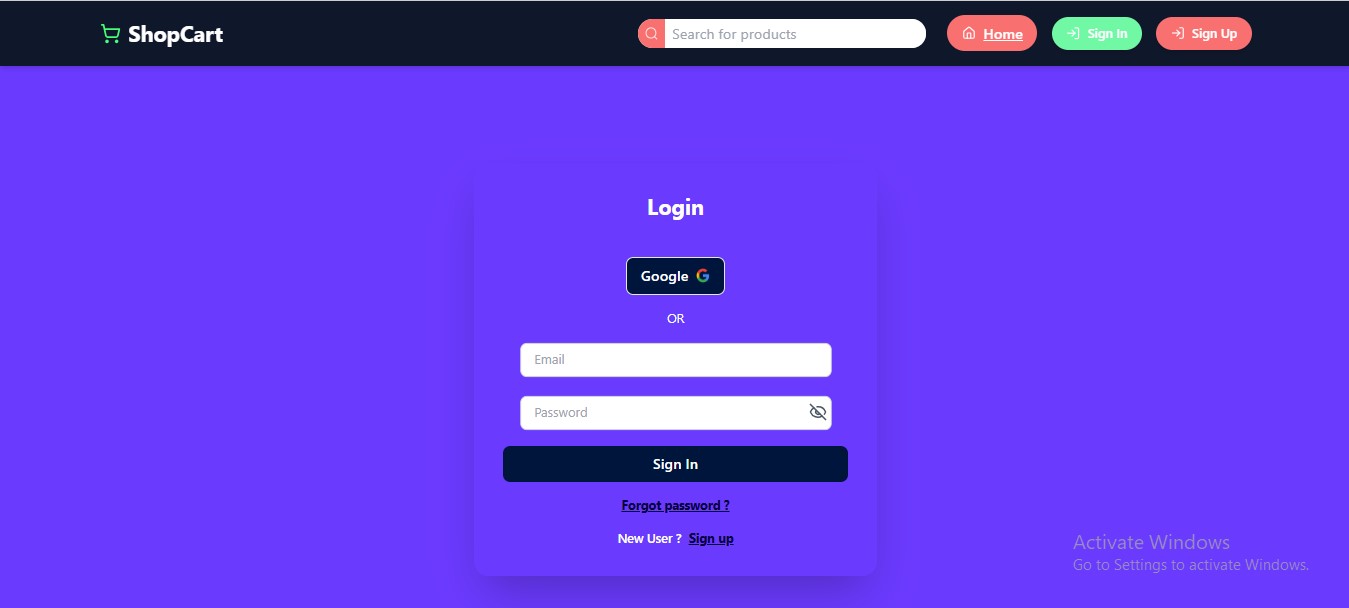 ShopCart
Search for products
Home
Sign In
Sign Up
Login
Google
OR
Email
Password
Sign In
Forgot password ?
New User ? Sign up
Activate Windows
Go to Settings to activate Windows.